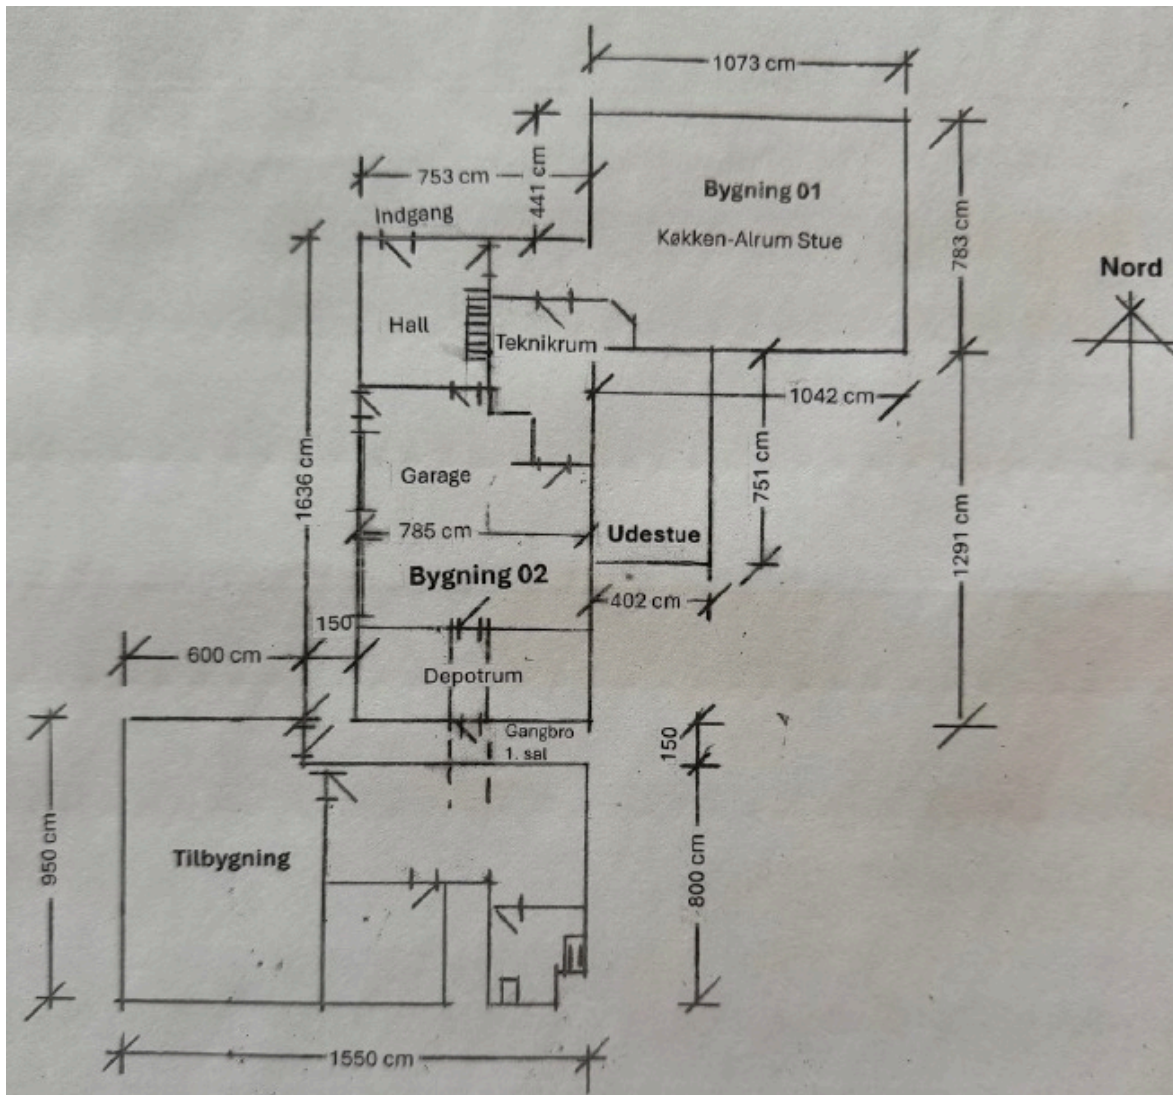 1073 cm
753 cm
441 cm
Bygning 01
Køkken-Alrum Stue
783 cm
Indgang
Nord
Hall
Teknikrum
1042 cm
751 cm
1636 cm
Garage
785 cm
Udestue
1291 cm
Bygning 02
402 cm
150
600 cm
Depotrum
Gangbro
1. sal
150
950 cm
Tilbygning
800 cm
1550 cm